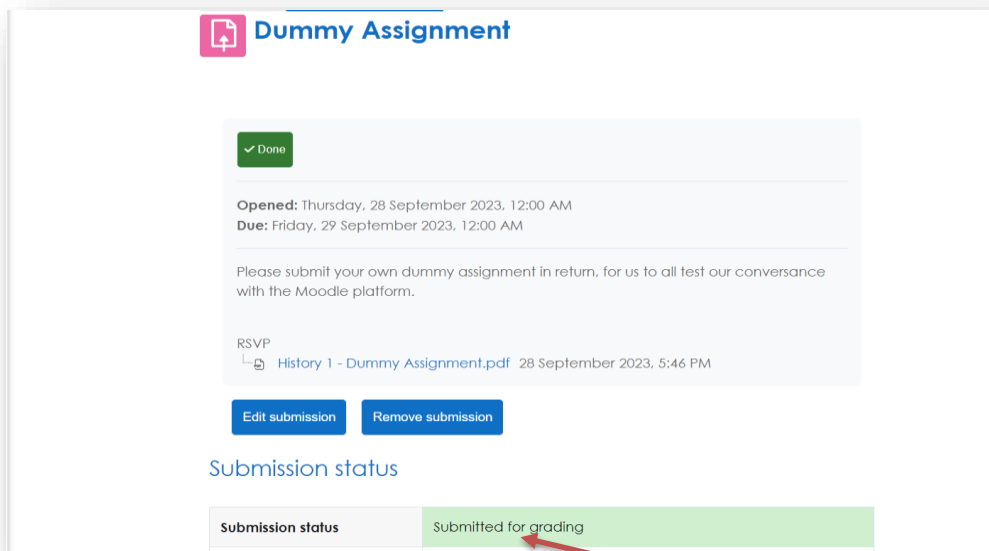 Dummy Assignment
Done
Opened: Thursday, 28 September 2023, 12:00 AM
Due: Friday, 29 September 2023, 12:00 AM
Please submit your own dummy assignment in return, for us to all test our conversance
with the Moodle platform.
RSVP
History 1 - Dummy Assignment.pdf 28 September 2023, 5:46 PM
Edit submission Remove submission
Submission status
Submission status Submitted for grading